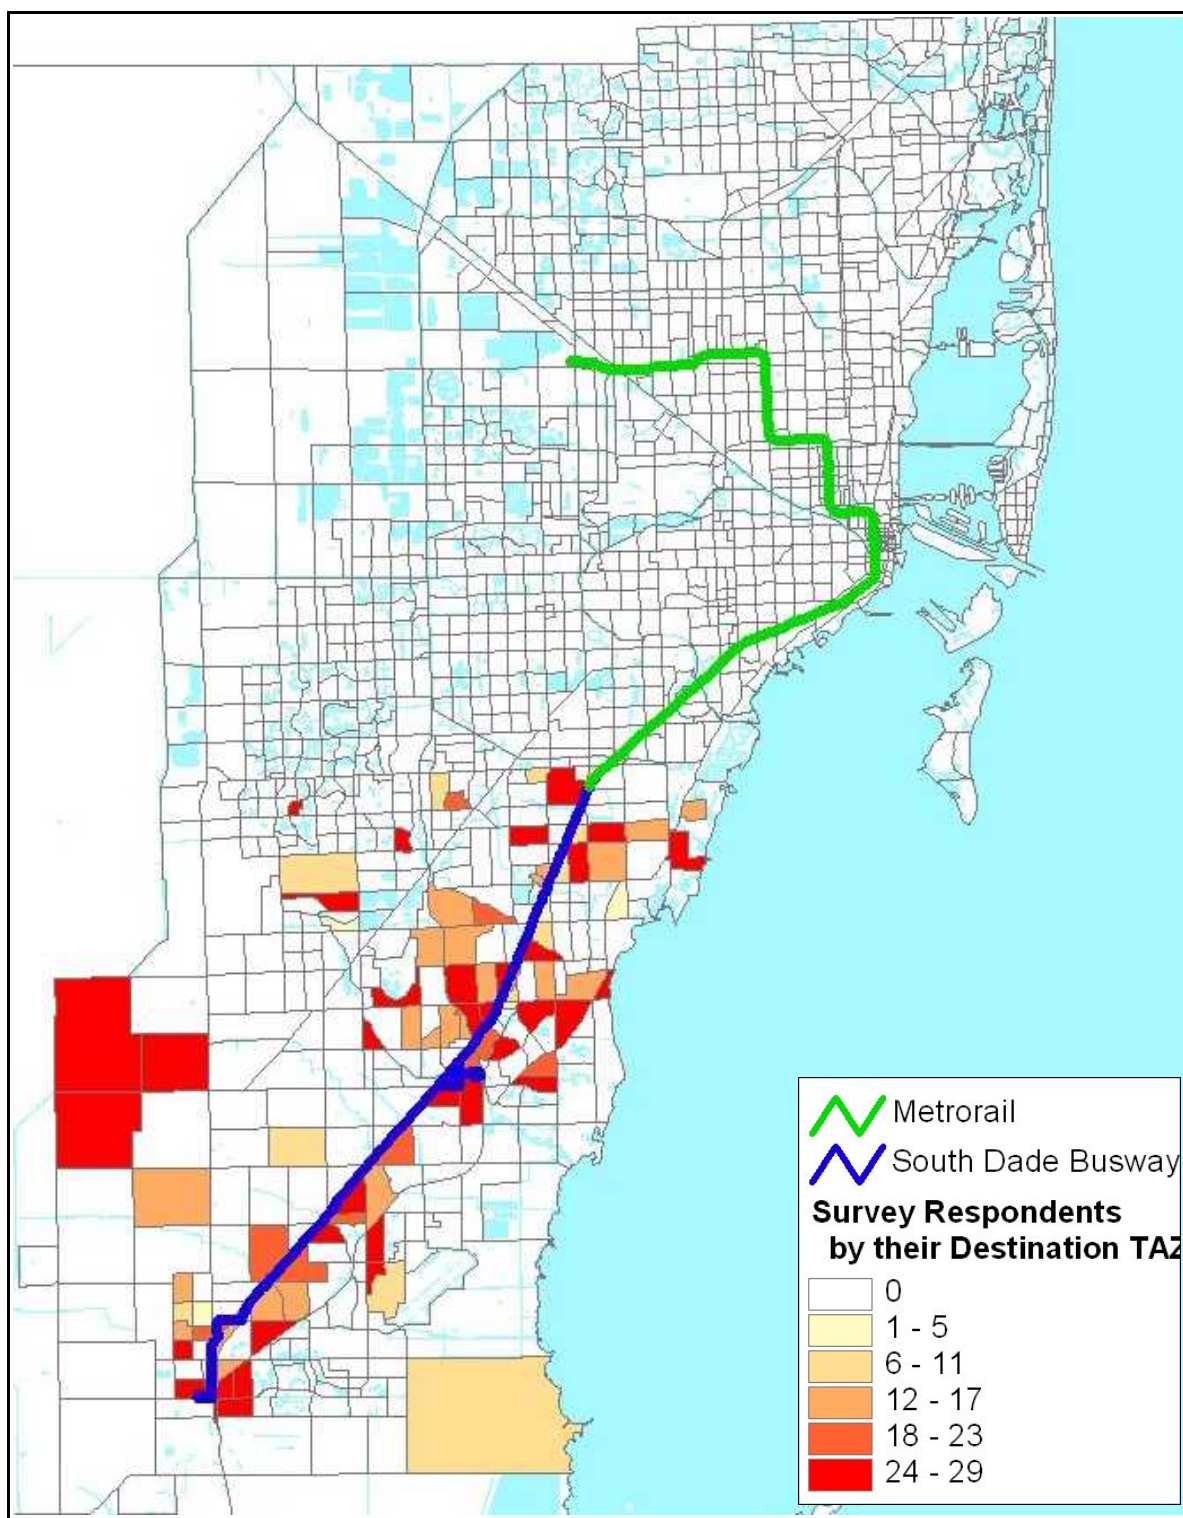 Metrorail
South Dade Busway
Survey Respondents
by their Destination TAZ
0
1 - 5
6 - 11
12 - 17
18 - 23
24 - 29